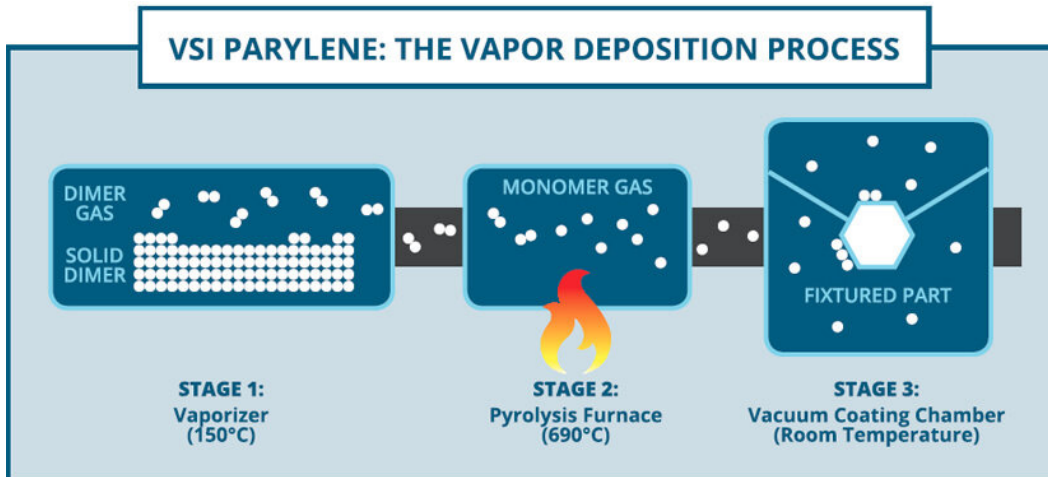 VSI PARYLENE: THE VAPOR DEPOSITION PROCESS
DIMER
GAS
SOLID
DIMER
MONOMER GAS
FIXTURED PART
STAGE 1:
Vaporizer
(150°C)
STAGE 2:
Pyrolysis Furnace
(690°C)
STAGE 3:
Vacuum Coating Chamber
(Room Temperature)